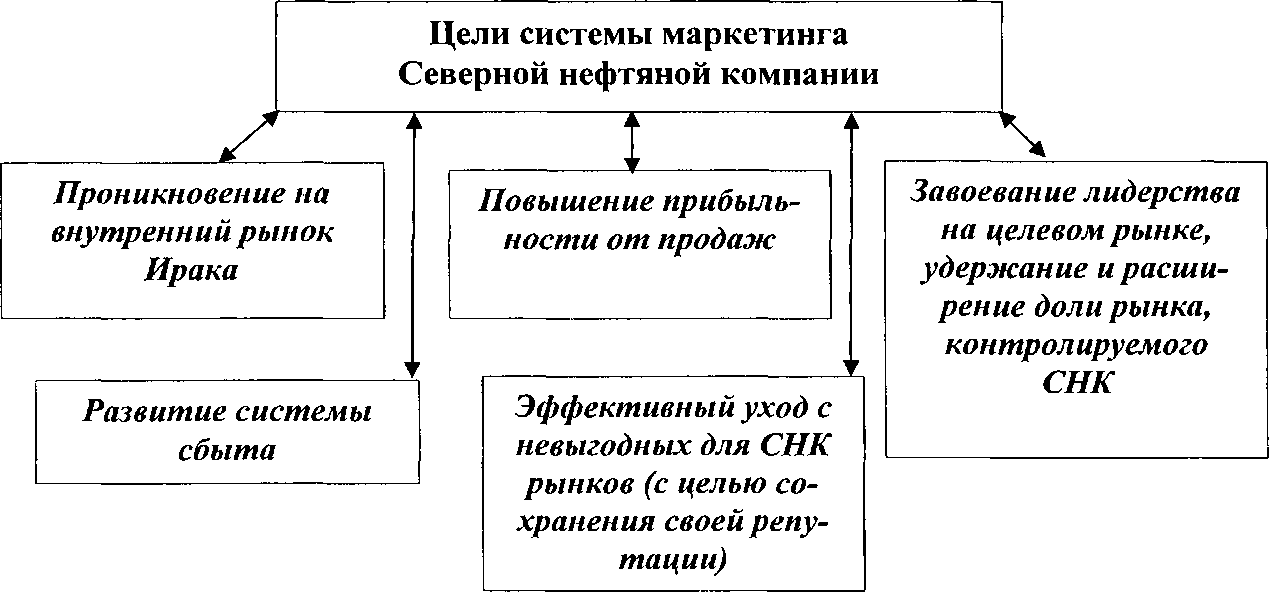 Цели системы маркетинга
Северной нефтяной компании
Проникновение на
внутренний рынок
Ирака
Повышение прибыль-
ности от продаж
Завоевание лидерства
на целевом рынке,
удержание и расши-
рение доли рынка,
контролируемого
СНК
Развитие системы
сбыта
Эффективный уход с
невыгодных для СНК
рынков (с целью со-
хранения своей репу-
тации)